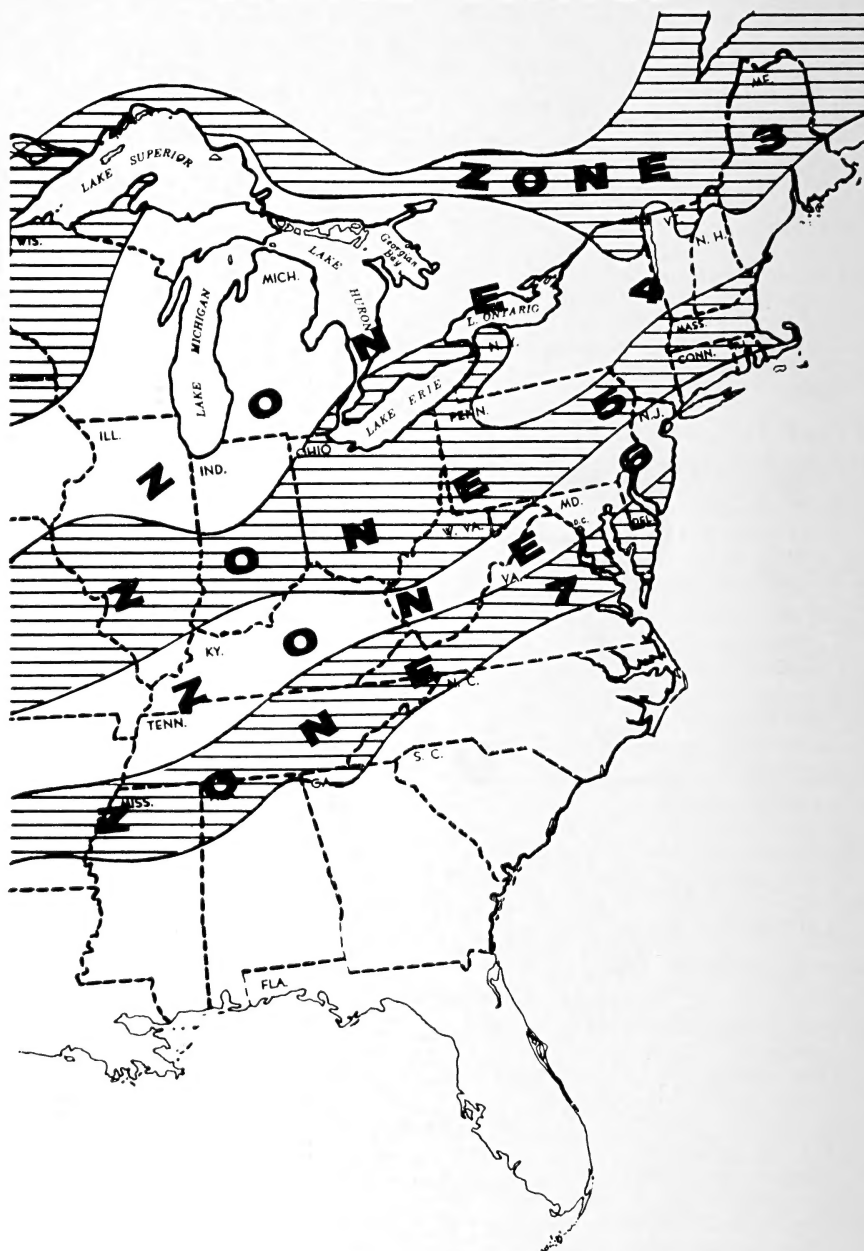 ME.
ZONE 3
LAKE SUPERIOR
WIS.
VT.
N. H.
MICH.
LAKE HURON
Georgian Bay
LAKE MICHIGAN
L. ONTARIO
N. Y.
MASS.
CONN.
ZONE 4
LAKE ERIE
PENN.
N.J.
ILL.
IND.
OHIO
ZONE 5
W. VA.
MD.
D.C.
DEL.
VA.
KY.
ZONE 6
TENN.
N. C.
ZONE 7
S. C.
MISS.
GA.
FLA.